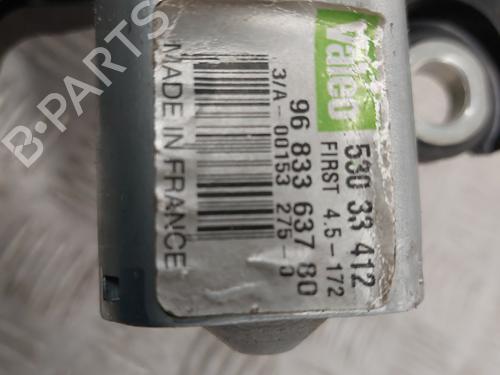 Valeo
530 33 412
FIRST 4.5-172
96 833 637 80
3/A-00153 275-0
MADE IN FRANCE
B-PARTS